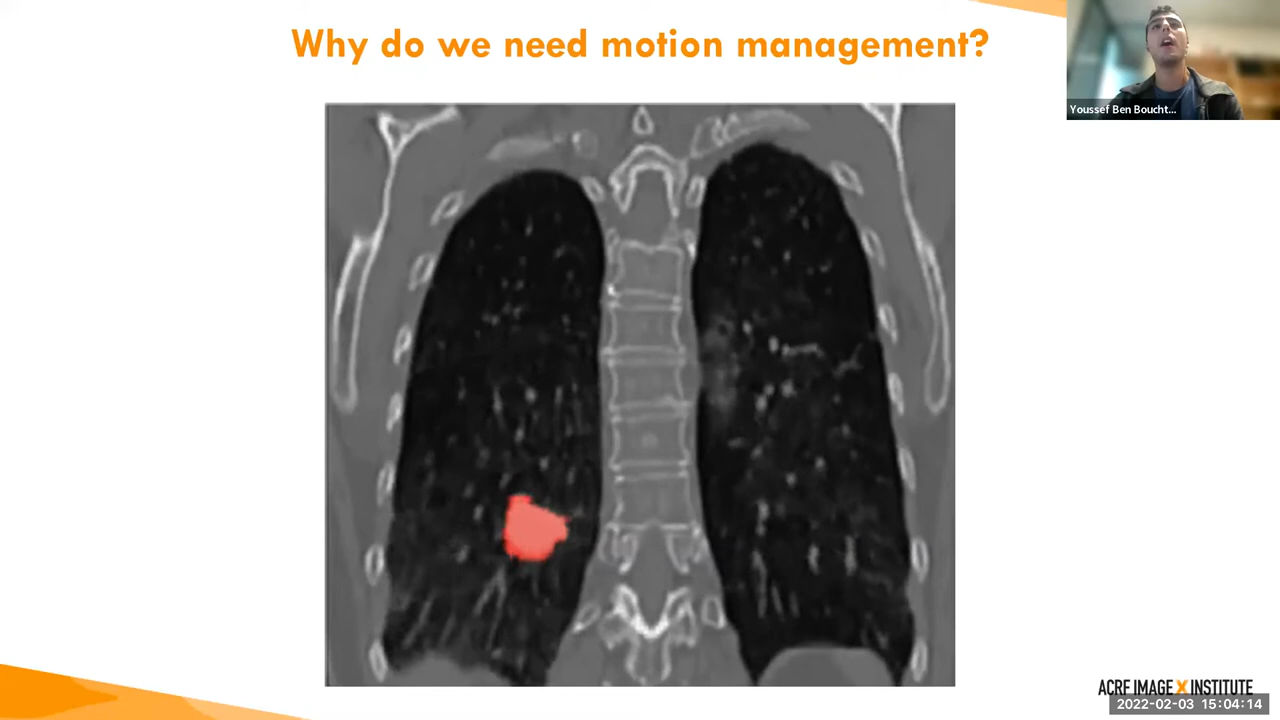 Why do we need motion management?
Youssef Ben Boucht...
ACRF IMAGE X INSTITUTE
2022-02-03 15:04:14